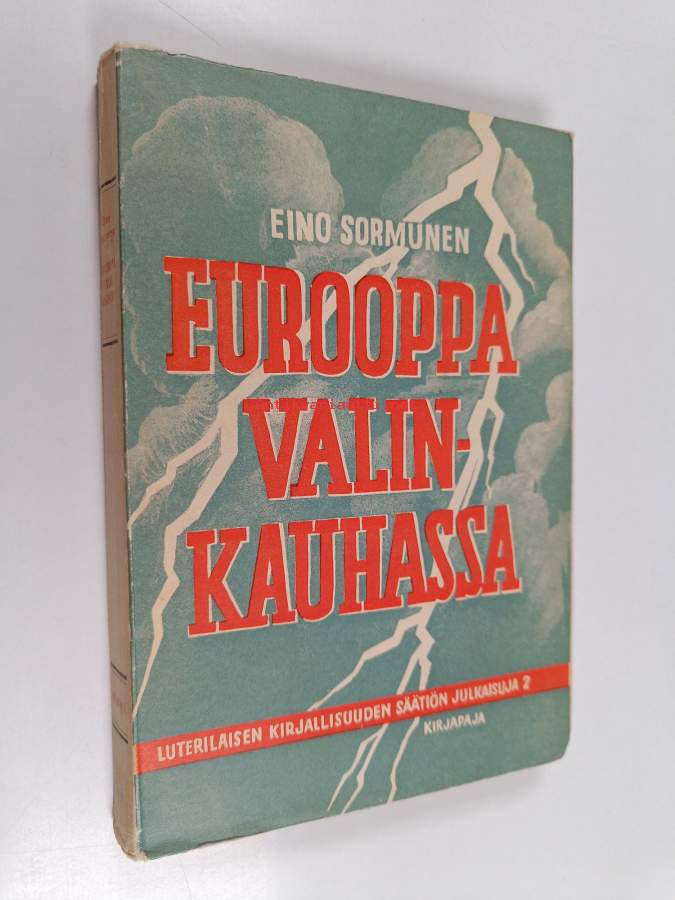 EINO SORMUNEN
EUROOPPA
VALIN-
KAUHASSA
LUTERILAISEN KIRJALLISUUDEN SÄÄTIÖN JULKAISUJA 2
KIRJAPAJA